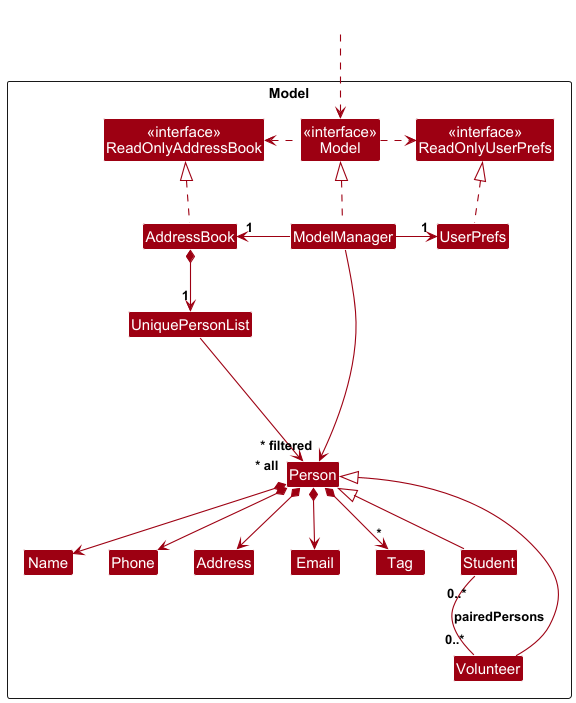 Model
«interface»
ReadOnlyAddressBook
«interface»
Model
«interface»
ReadOnlyUserPrefs
AddressBook
1
ModelManager
1
UserPrefs
1
UniquePersonList
* filtered
* all
Person
*
Name
Phone
Address
Email
Tag
Student
0..*
pairedPersons
0..*
Volunteer